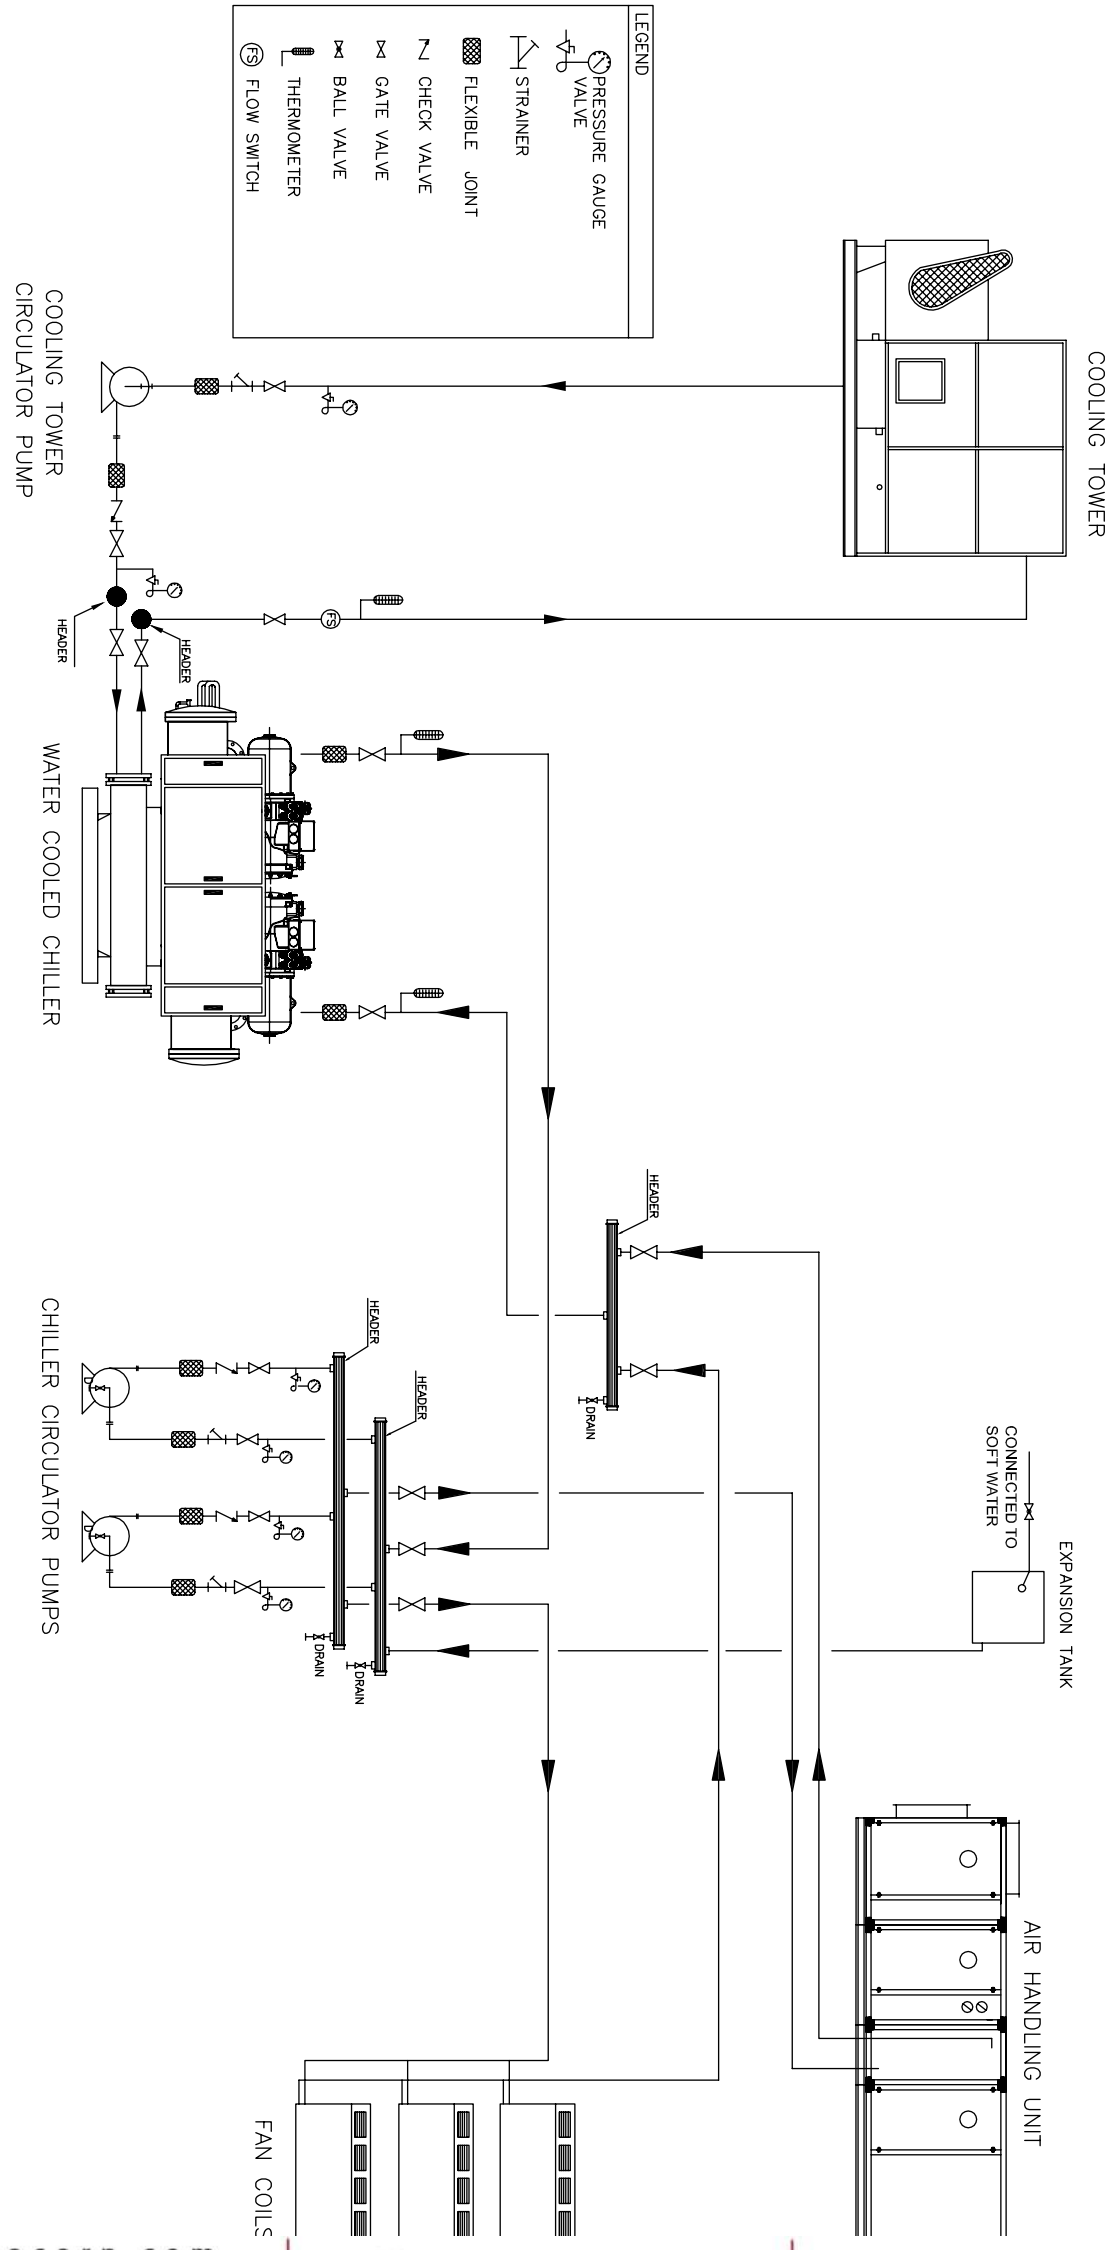 LEGEND
PRESSURE GAUGE
VALVE
STRAINER
FLEXIBLE JOINT
CHECK VALVE
GATE VALVE
BALL VALVE
THERMOMETER
FS
FLOW SWITCH
COOLING TOWER
COOLING TOWER
CIRCULATOR PUMP
FS
HEADER
HEADER
WATER COOLED CHILLER
HEADER
DRAIN
HEADER
HEADER
DRAIN
DRAIN
CHILLER CIRCULATOR PUMPS
CONNECTED TO
SOFT WATER
EXPANSION TANK
AIR HANDLING UNIT
FAN COILS